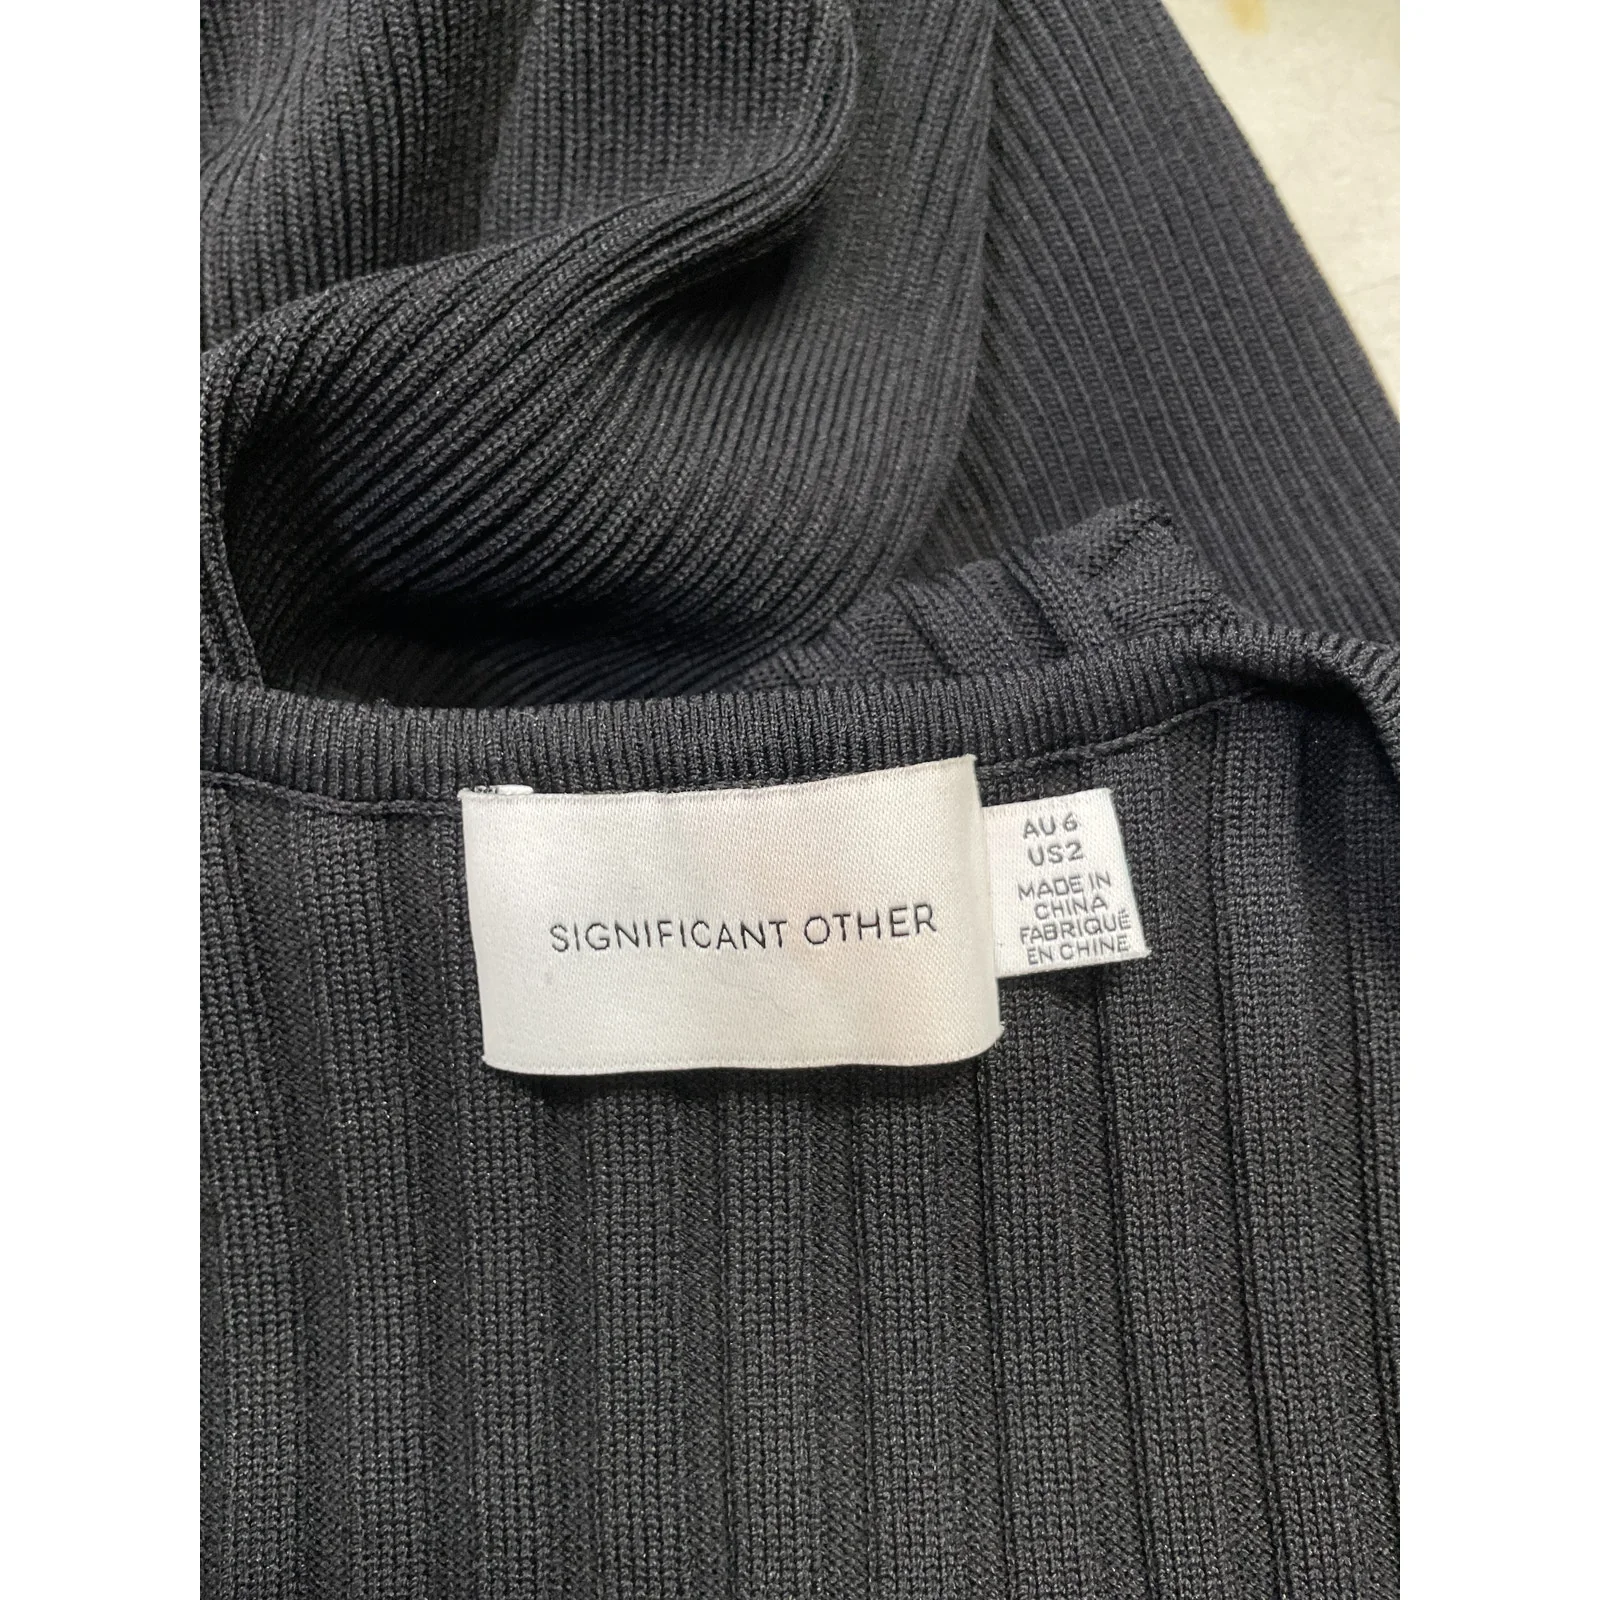 SIGNIFICANT OTHER
AU 6
US2
MADE IN
CHINA
FABRIQUÉ
EN CHINE